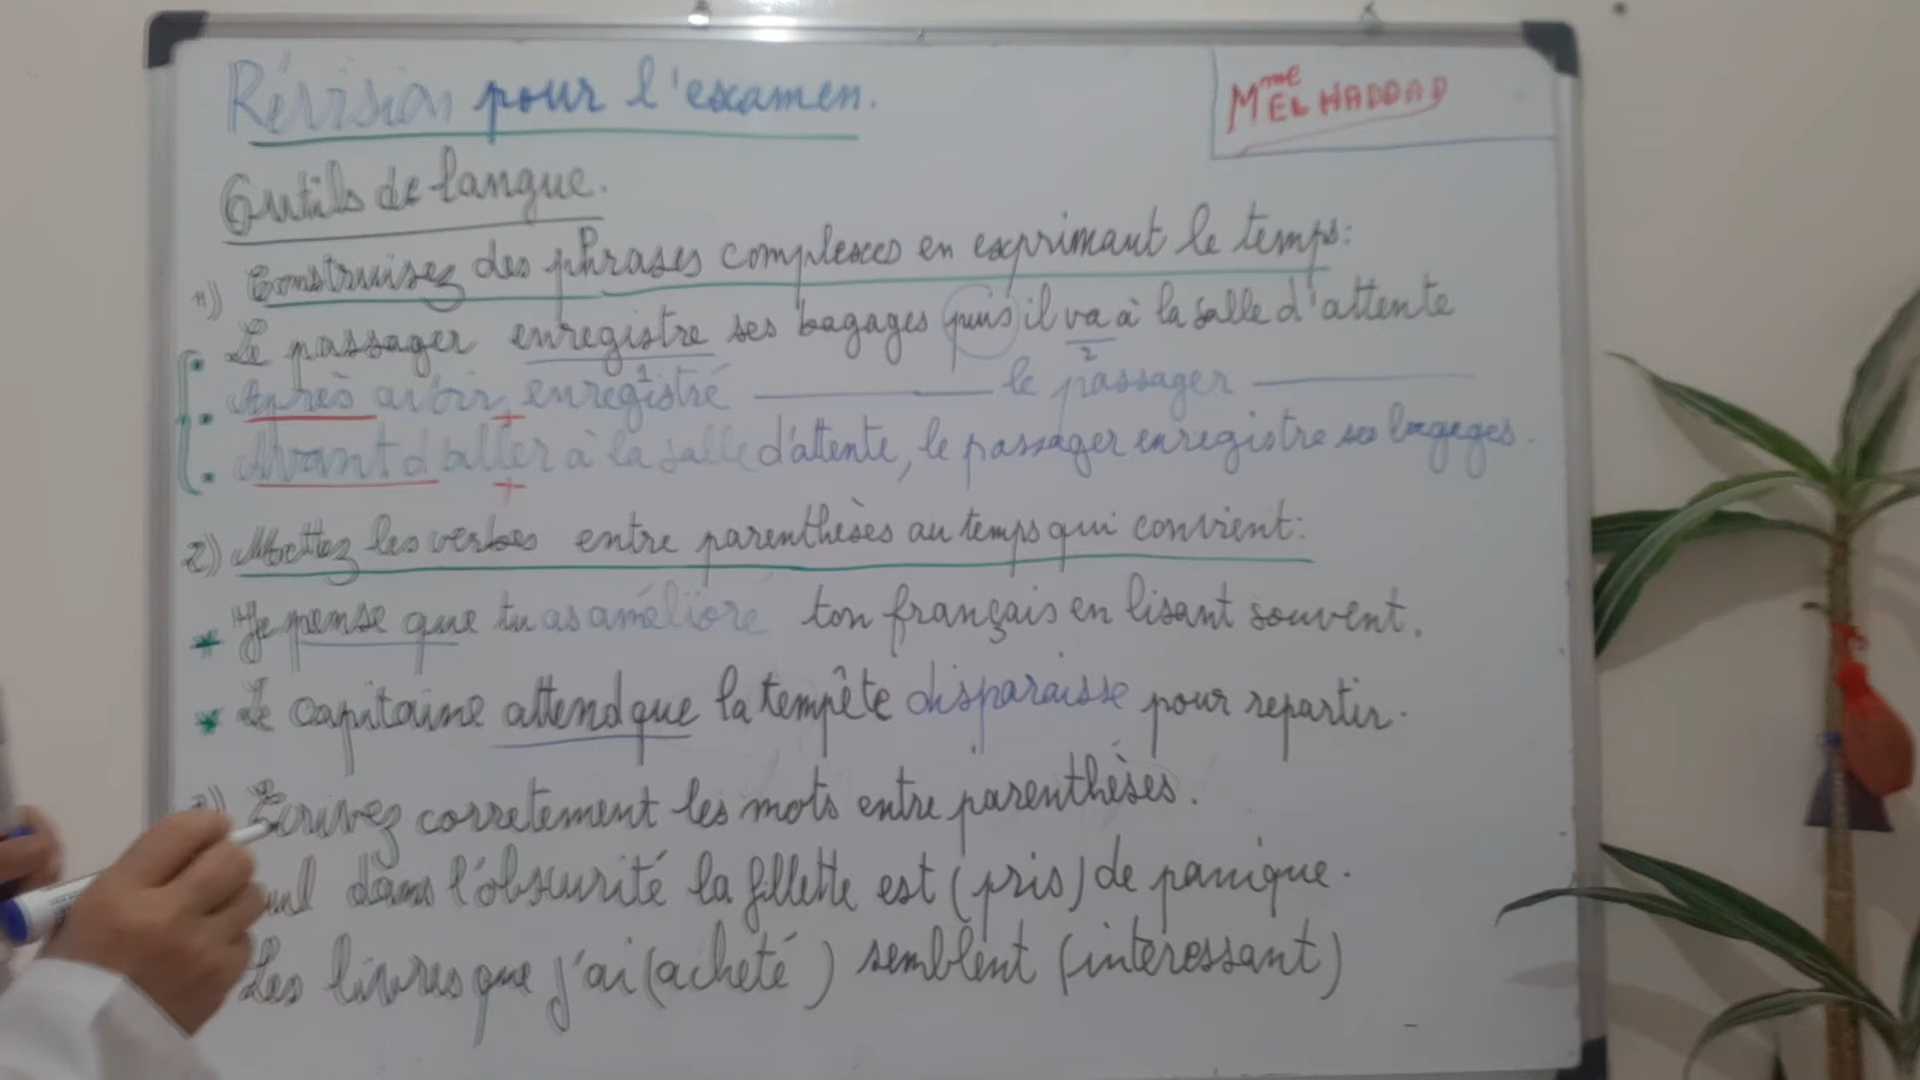 Révision pour l'examen.
Mme EL HADDAD
Outils de langue.
1) Construisez des phrases complexes en exprimant le temps:
• Le passager enregistre ses bagages puis il va à la salle d'attente
1
2
• Après avoir enregistré ———— le passager ————
+
• Avant d'aller à la salle d'attente, le passager enregistre ses bagages.
+
2) Mettez les verbes entre parenthèses au temps qui convient:
* Je pense que tu as amélioré ton français en lisant souvent.
* Le capitaine attend que la tempête disparaisse pour repartir.
3) Ecrivez corretement les mots entre parenthèses.
dans l'obscurité la fillette est (pris) de panique.
Les livres que j'ai (acheté) semblent (interessant)